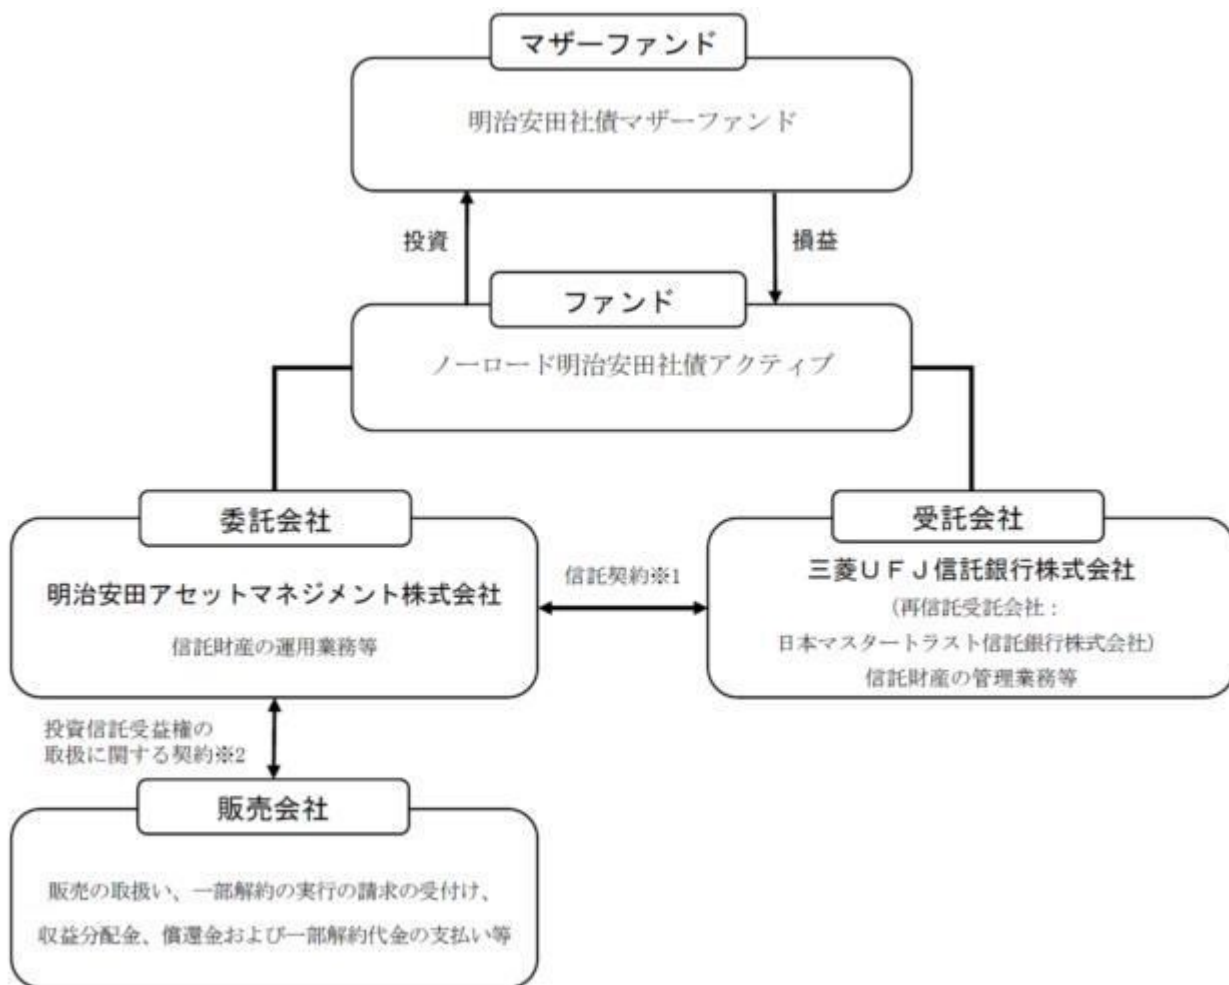 マザーファンド
明治安田社債マザーファンド
投資
損益
ファンド
ノーロード明治安田社債アクティブ
委託会社
明治安田アセットマネジメント株式会社
信託財産の運用業務等
信託契約※1
受託会社
三菱UFJ信託銀行株式会社
(再信託受託会社：
日本マスタートラスト信託銀行株式会社)
信託財産の管理業務等
投資信託受益権の
取扱に関する契約※2
販売会社
販売の取扱い、一部解約の実行の請求の受付け、
収益分配金、償還金および一部解約代金の支払い等